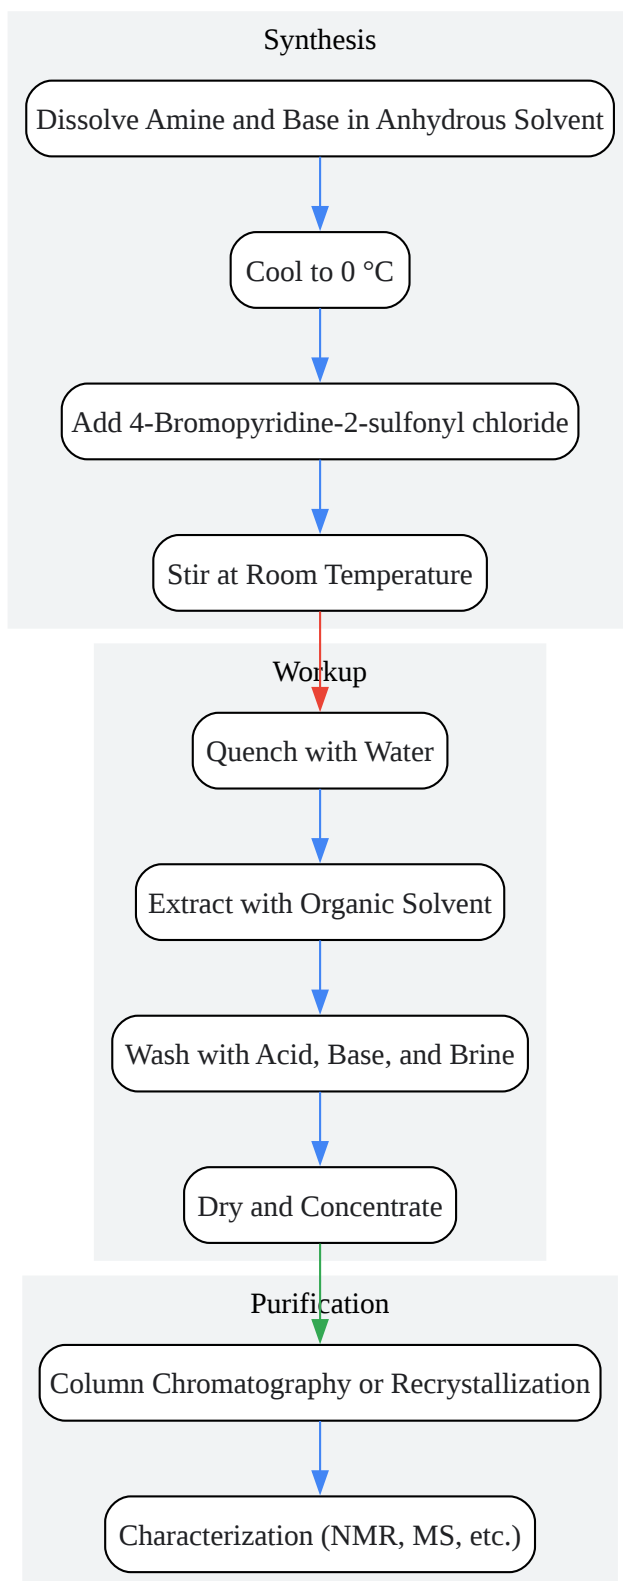 Synthesis
Dissolve Amine and Base in Anhydrous Solvent
Cool to 0 °C
Add 4-Bromopyridine-2-sulfonyl chloride
Stir at Room Temperature
Workup
Quench with Water
Extract with Organic Solvent
Wash with Acid, Base, and Brine
Dry and Concentrate
Purification
Column Chromatography or Recrystallization
Characterization (NMR, MS, etc.)